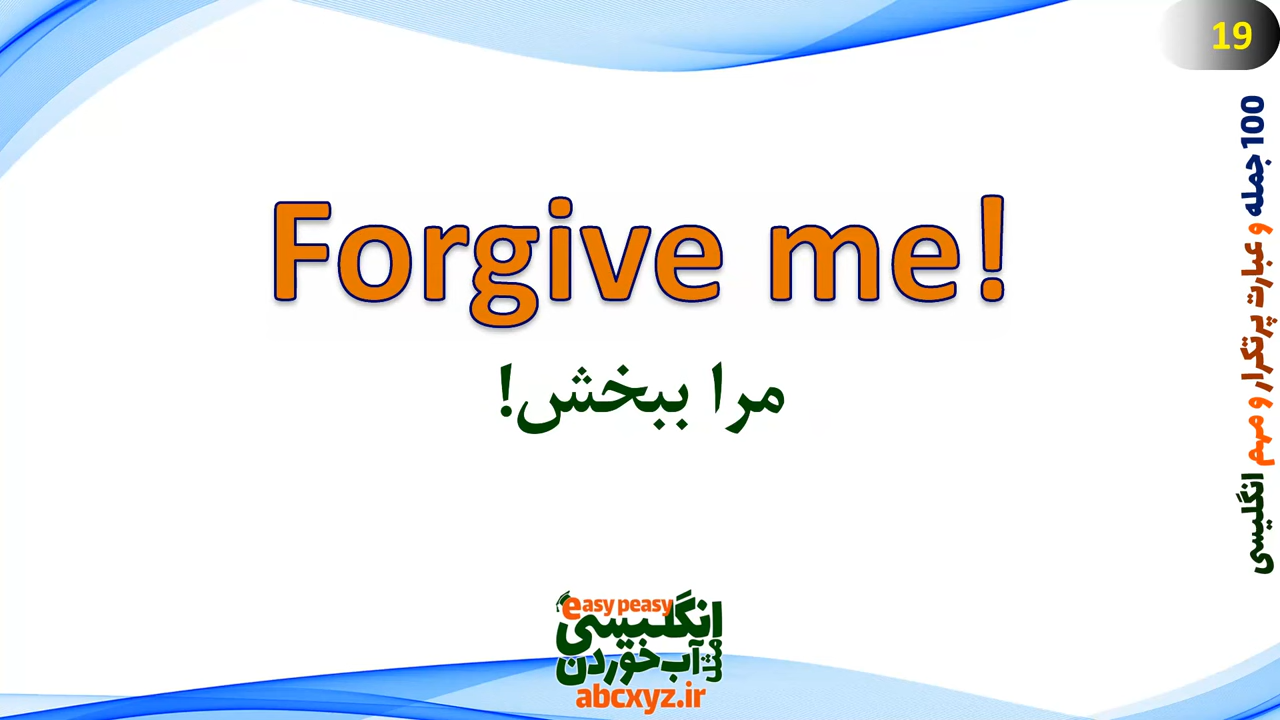 19
100 جمله و عبارت پرتکرار و مهم انگلیسی
Forgive me!
مرا ببخش!
easy peasy
انگلیسی
مثل آب خوردن
abcxyz.ir